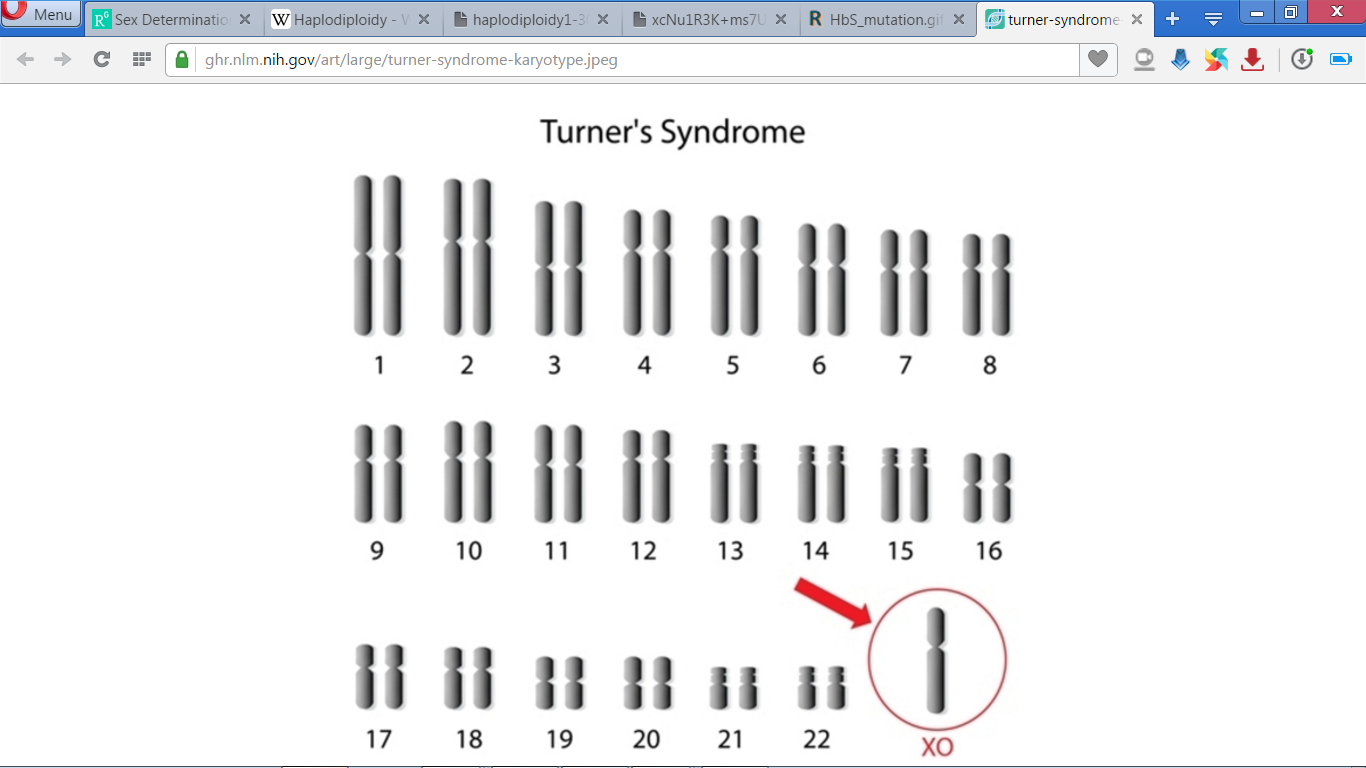 Menu
Sex Determinatio
Haplodiploidy - W
haplodiploidy1-3
xcNu1R3K+ms7U
HbS_mutation.gif
turner-syndrome
ghr.nlm.nih.gov/art/large/turner-syndrome-karyotype.jpeg
Turner's Syndrome
1 2 3 4 5 6 7 8
9 10 11 12 13 14 15 16
17 18 19 20 21 22 XO